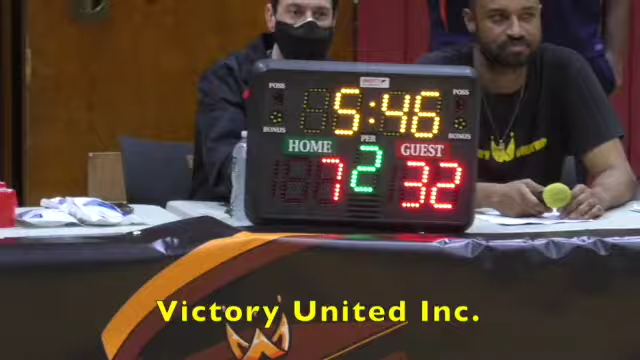 POSS
POSS
5:46
BONUS
BONUS
PER
HOME
GUEST
7
2
32
Victory United Inc.